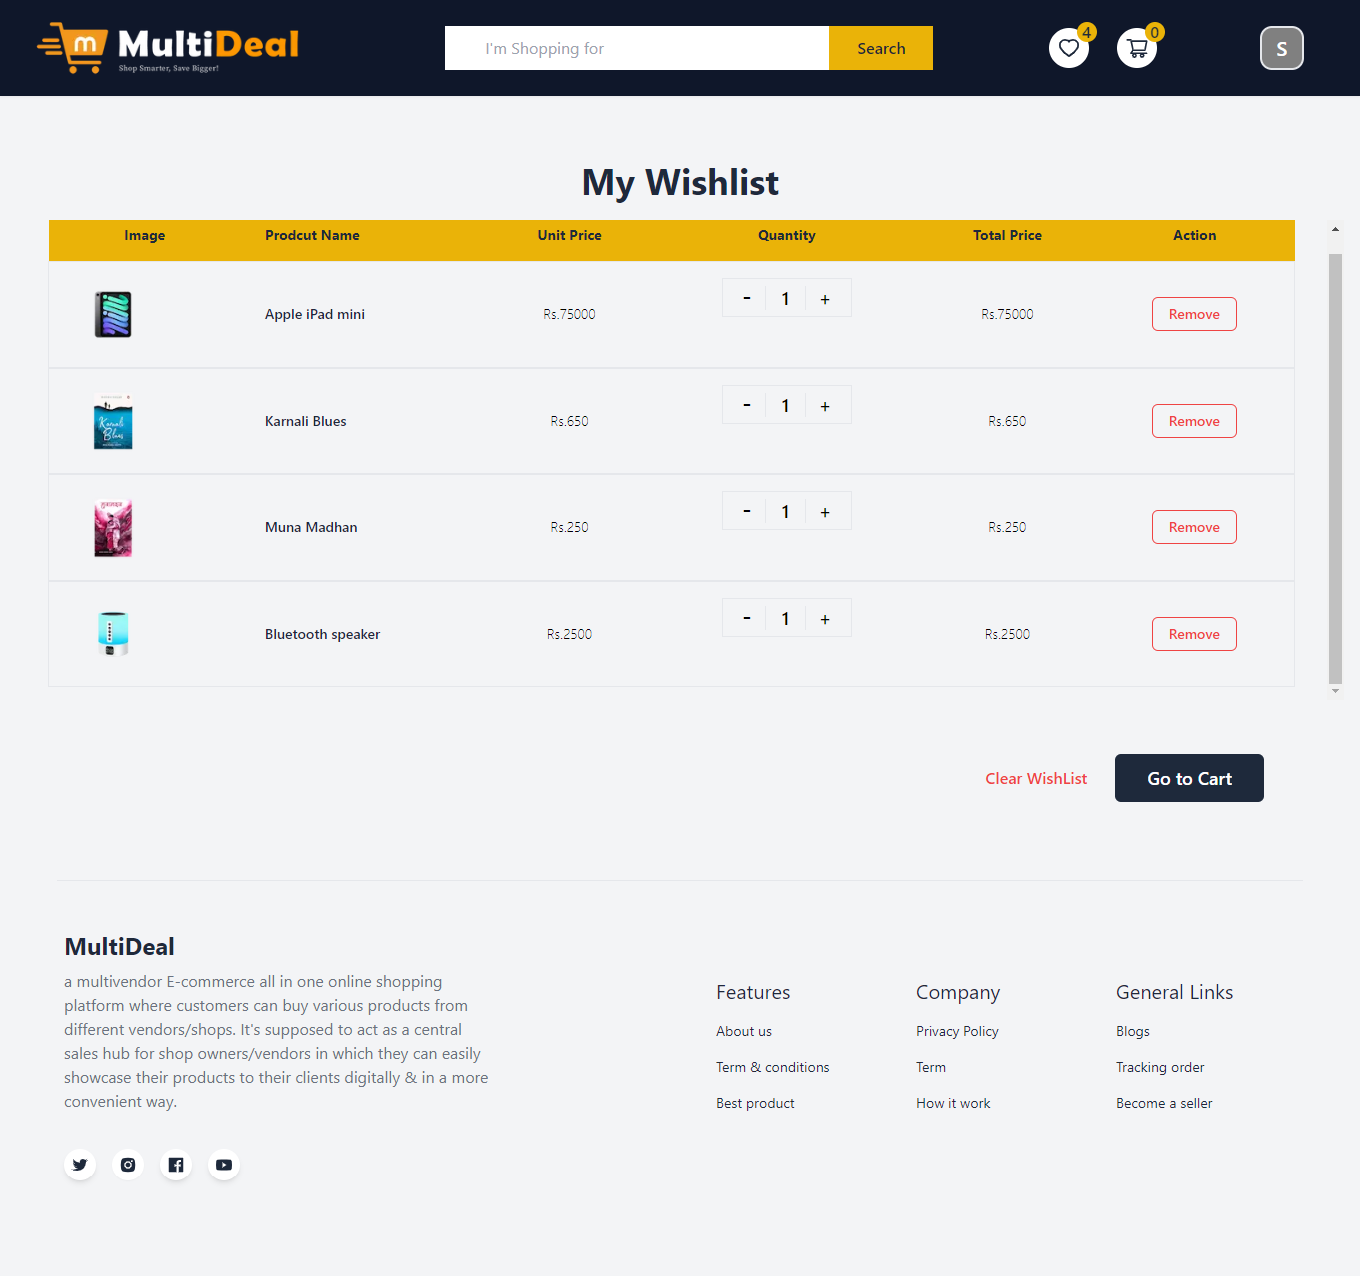 m MultiDeal
Shop Smarter, Save Bigger!
I'm Shopping for
Search
4
0
S
My Wishlist
Image Prodcut Name Unit Price Quantity Total Price Action
Apple iPad mini Rs.75000 - 1 + Rs.75000 Remove
Karnali Blues
Karnali Blues Rs.650 - 1 + Rs.650 Remove
Muna Madhan Rs.250 - 1 + Rs.250 Remove
Bluetooth speaker Rs.2500 - 1 + Rs.2500 Remove
Clear WishList
Go to Cart
MultiDeal
a multivendor E-commerce all in one online shopping
platform where customers can buy various products from
different vendors/shops. It's supposed to act as a central
sales hub for shop owners/vendors in which they can easily
showcase their products to their clients digitally & in a more
convenient way.
Features
About us
Term & conditions
Best product
Company
Privacy Policy
Term
How it work
General Links
Blogs
Tracking order
Become a seller